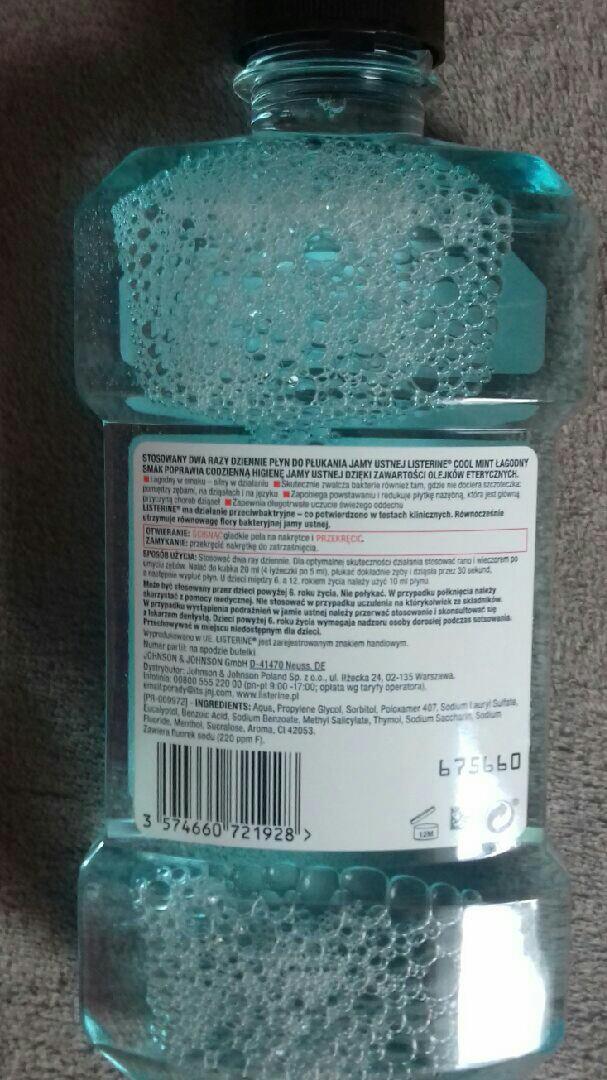 STOSOWANY DWA RAZY DZIENNIE PŁYN DO PŁUKANIA JAMY USTNEJ LISTERINE® COOL MINT ŁAGODNY
SMAK POPRAWIA CODZIENNĄ HIGIENĘ JAMY USTNEJ DZIĘKI ZAWARTOŚCI OLEJKÓW ETERYCZNYCH.
Łagodny w smaku – silny w działaniu Skutecznie zwalcza bakterie również tam, gdzie nie dociera szczoteczka:
pomiędzy zębami, na dziąsłach i na języku Zapobiega powstawaniu i redukuje płytkę nazębną, która jest główną
przyczyną chorób dziąseł Zapewnia długotrwałe uczucie świeżego oddechu
LISTERINE® ma działanie przeciwbakteryjne – co potwierdzono w testach klinicznych. Równocześnie
utrzymuje równowagę flory bakteryjnej jamy ustnej.
OTWIERANIE: ŚCISNĄĆ gładkie pola na nakrętce i PRZEKRĘCIĆ.
ZAMYKANIE: przekręcić nakrętkę do zatrzaśnięcia.
SPOSÓB UŻYCIA: Stosować dwa razy dziennie. Dla optymalnej skuteczności działania stosować rano i wieczorem po
umyciu zębów. Nalać do kubka 20 ml (4 łyżeczki po 5 ml), płukać dokładnie zęby i dziąsła przez 30 sekund,
a następnie wypluć płyn. U dzieci między 6. a 12. rokiem życia należy użyć 10 ml płynu.
Może być stosowany przez dzieci powyżej 6. roku życia. Nie połykać. W przypadku połknięcia należy
skorzystać z pomocy medycznej. Nie stosować w przypadku uczulenia na którykolwiek ze składników.
W przypadku wystąpienia podrażnień w jamie ustnej należy przerwać stosowanie i skonsultować się
z lekarzem dentystą. Dzieci powyżej 6. roku życia wymagają nadzoru osoby dorosłej podczas stosowania.
Przechowywać w miejscu niedostępnym dla dzieci.
Wyprodukowano w UE. LISTERINE® jest zarejestrowanym znakiem handlowym.
Numer partii: na spodzie butelki
JOHNSON & JOHNSON GmbH D-41470 Neuss, DE
Dystrybutor: Johnson & Johnson Poland Sp. z o.o., ul. Iłżecka 24, 02-135 Warszawa.
Infolinia: 00800 555 220 00 (pn-pt 9:00 -17:00; opłata wg taryfy operatora),
email:porady@its.jnj.com, www.listerine.pl
[PR-009972] - INGREDIENTS: Aqua, Propylene Glycol, Sorbitol, Poloxamer 407, Sodium Lauryl Sulfate,
Eucalyptol, Benzoic Acid, Sodium Benzoate, Methyl Salicylate, Thymol, Sodium Saccharin, Sodium
Fluoride, Menthol, Sucralose, Aroma, CI 42053.
Zawiera fluorek sodu (220 ppm F).
675660
3 574660 721928 >
12M